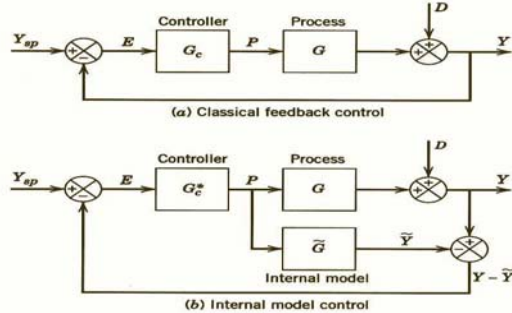 Controller Process
D
Y_sp + − E G_c P G + + Y
(a) Classical feedback control
Controller Process
D
Y_sp + − E G_c^* P G + + Y
G̃ Ỹ − +
Internal model
Y − Ỹ
(b) Internal model control